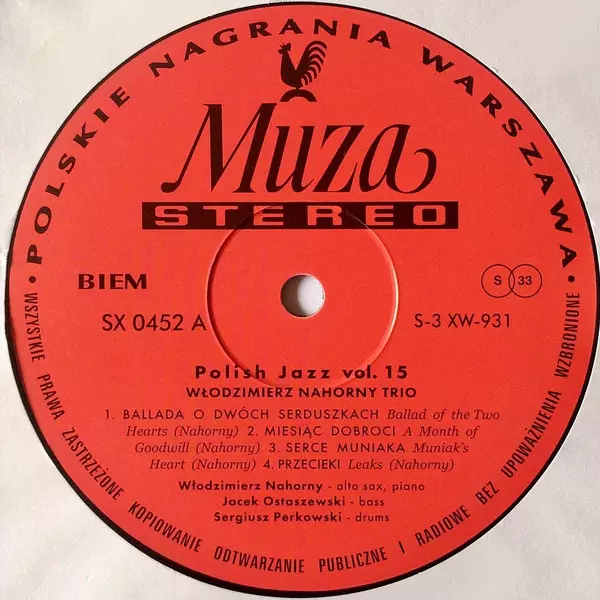 • POLSKIE NAGRANIA WARSZAWA •
Muza
STEREO
BIEM
S 33
SX 0452 A
S-3 XW-931
Polish Jazz vol. 15
WŁODZIMIERZ NAHORNY TRIO
1. BALLADA O DWÓCH SERDUSZKACH Ballad of the Two
Hearts (Nahorny) 2. MIESIĄC DOBROCI A Month of
Goodwill (Nahorny) 3. SERCE MUNIAKA Muniak's
Heart (Nahorny) 4. PRZECIEKI Leaks (Nahorny)
Włodzimierz Nahorny - alto sax, piano
Jacek Ostaszewski - bass
Sergiusz Perkowski - drums
WSZYSTKIE PRAWA ZASTRZEŻONE KOPIOWANIE ODTWARZANIE PUBLICZNE I RADIOWE BEZ UPOWAŻNIENIA WZBRONIONE